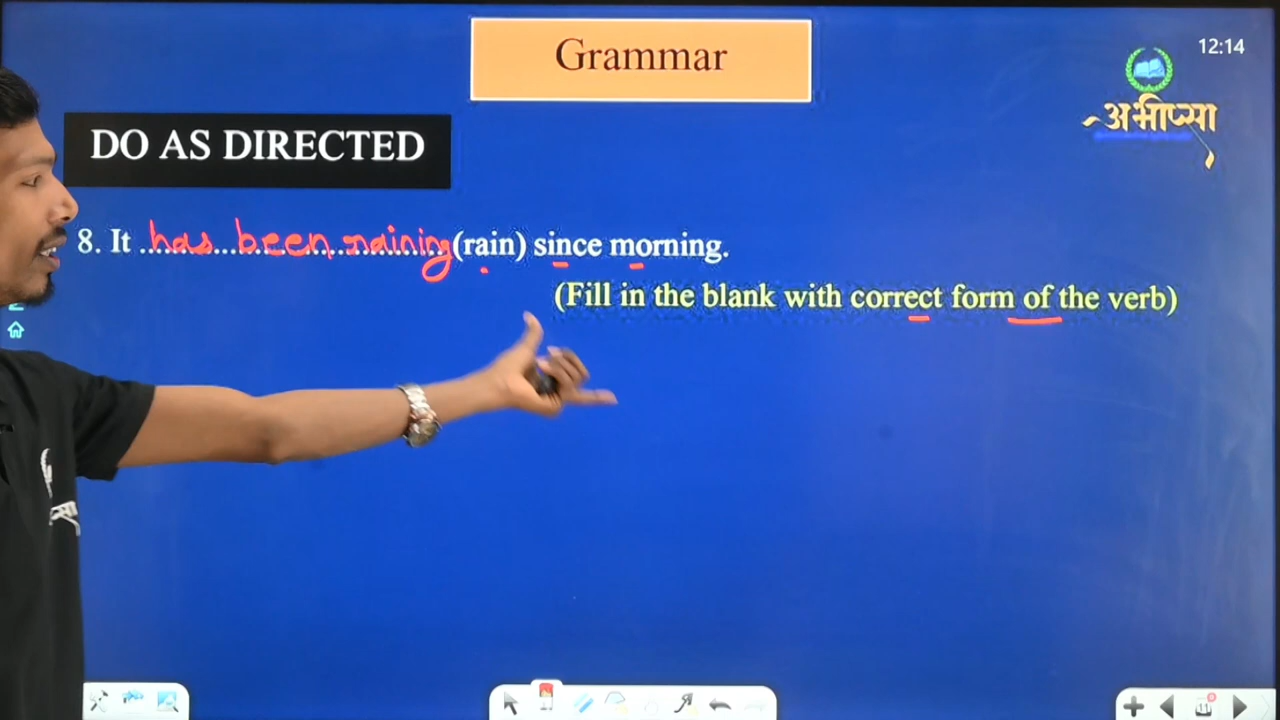 Grammar
12:14
अभीप्सा
DO AS DIRECTED
8. It has been raining (rain) since morning.
(Fill in the blank with correct form of the verb)
11